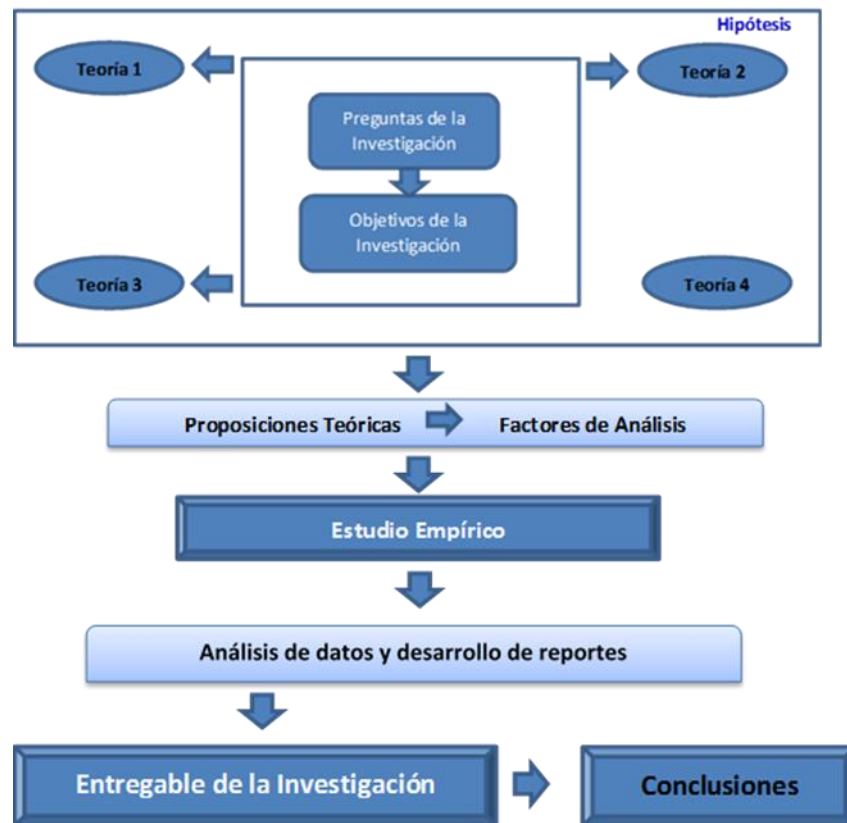 Hipótesis
Teoría 1
Teoría 2
Preguntas de la
Investigación
Objetivos de la
Investigación
Teoría 3
Teoría 4
Proposiciones Teóricas
Factores de Análisis
Estudio Empírico
Análisis de datos y desarrollo de reportes
Entregable de la Investigación
Conclusiones